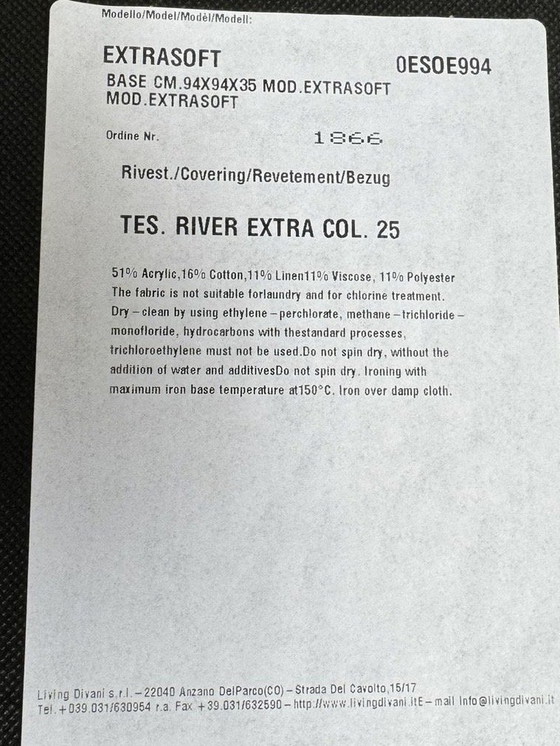 Modello/Model/Modèl/Modell:
EXTRASOFT 0ESOE994
BASE CM.94X94X35 MOD.EXTRASOFT
MOD.EXTRASOFT
Ordine Nr. 1866
Rivest./Covering/Revetement/Bezug
TES. RIVER EXTRA COL. 25
51% Acrylic,16% Cotton,11% Linen11% Viscose, 11% Polyester
The fabric is not suitable forlaundry and for chlorine treatment.
Dry-clean by using ethylene-perchlorate, methane-trichloride-
monofloride, hydrocarbons with thestandard processes,
trichloroethylene must not be used.Do not spin dry, without the
addition of water and additivesDo not spin dry. Ironing with
maximum iron base temperature at150°C. Iron over damp cloth.
Living Divani s.r.l. -22040 Anzano DelParco(CO)-Strada Del Cavolto,15/17
Tel.+039.031/630954 r.a. Fax +39.031/632590-http://www.livingdivani.itE-mail Info@livingdivani.it